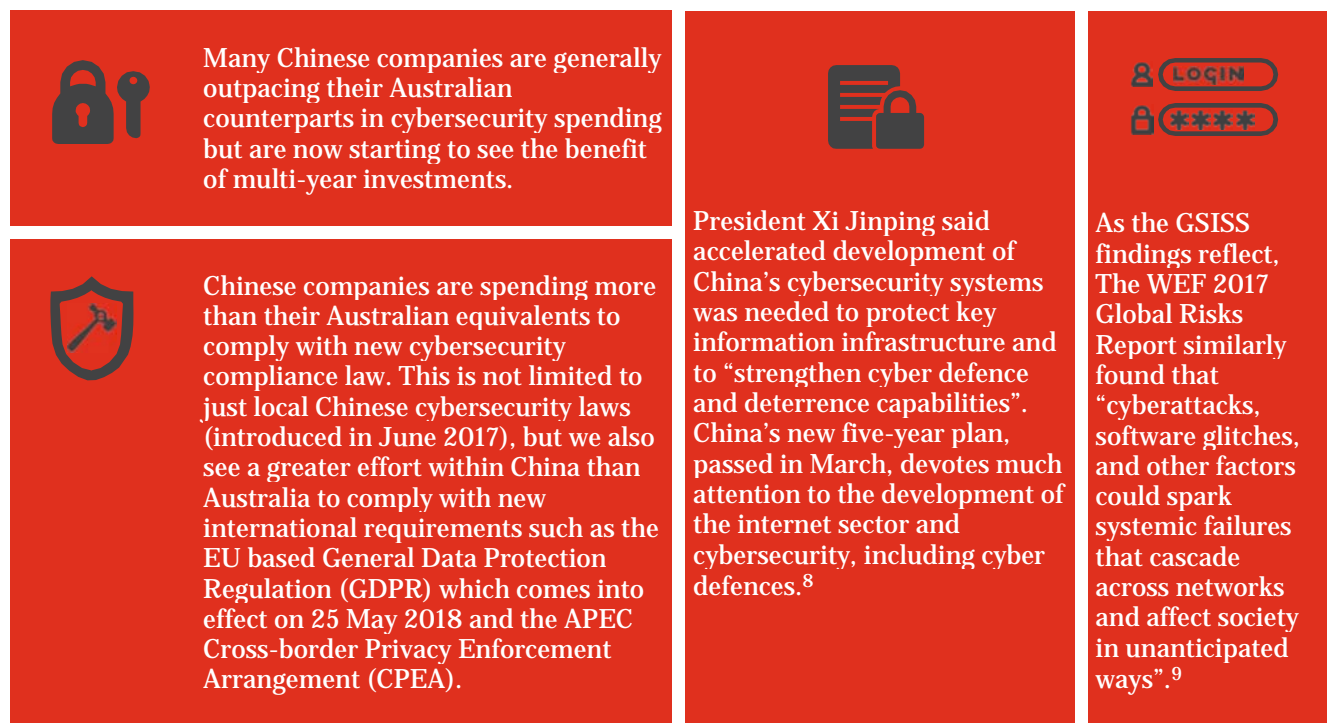 Many Chinese companies are generally
outpacing their Australian
counterparts in cybersecurity spending
but are now starting to see the benefit
of multi-year investments.
Chinese companies are spending more
than their Australian equivalents to
comply with new cybersecurity
compliance law. This is not limited to
just local Chinese cybersecurity laws
(introduced in June 2017), but we also
see a greater effort within China than
Australia to comply with new
international requirements such as the
EU based General Data Protection
Regulation (GDPR) which comes into
effect on 25 May 2018 and the APEC
Cross-border Privacy Enforcement
Arrangement (CPEA).
President Xi Jinping said
accelerated development of
China’s cybersecurity systems
was needed to protect key
information infrastructure and
to “strengthen cyber defence
and deterrence capabilities”.
China’s new five-year plan,
passed in March, devotes much
attention to the development of
the internet sector and
cybersecurity, including cyber
defences.8
LOGIN
****
As the GSISS
findings reflect,
The WEF 2017
Global Risks
Report similarly
found that
“cyberattacks,
software glitches,
and other factors
could spark
systemic failures
that cascade
across networks
and affect society
in unanticipated
ways”.9